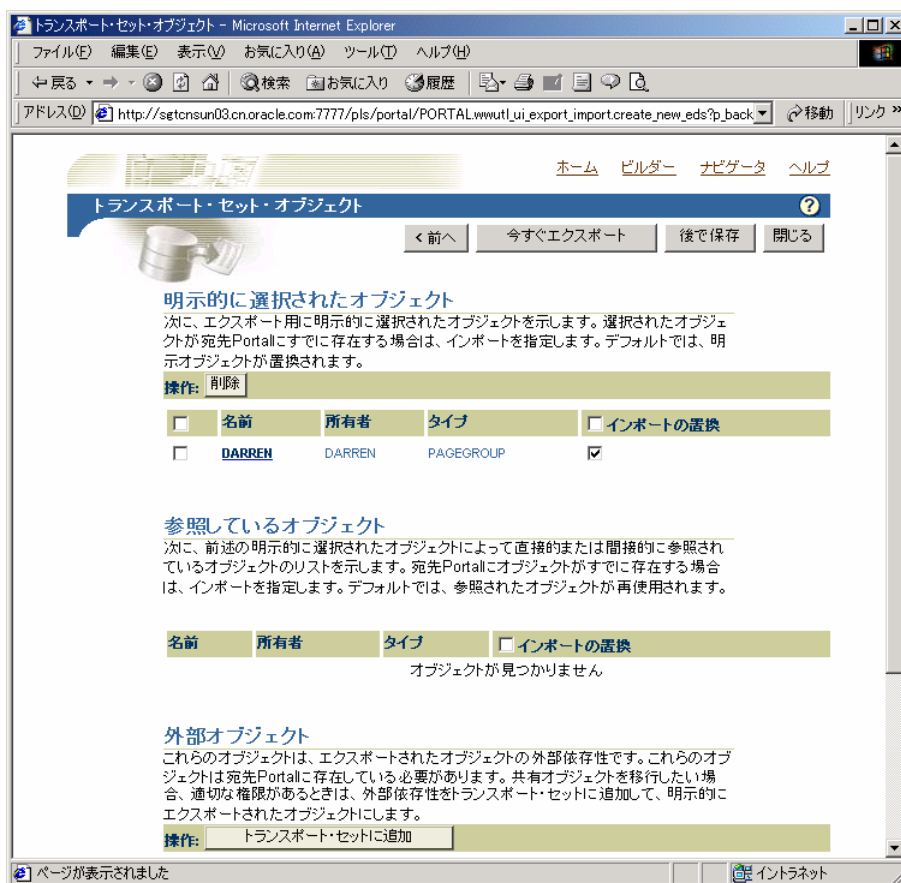 トランスポート・セット・オブジェクト - Microsoft Internet Explorer
ファイル(F) 編集(E) 表示(V) お気に入り(A) ツール(T) ヘルプ(H)
戻る 検索 お気に入り 履歴
アドレス(D) http://sgtcnsun03.cn.oracle.com:7777/pls/portal/PORTAL.wwutl_ui_export_import.create_new_eds?p_back 移動 リンク »
ホーム ビルダー ナビゲータ ヘルプ
トランスポート・セット・オブジェクト ?
< 前へ 今すぐエクスポート 後で保存 閉じる
明示的に選択されたオブジェクト
次に、エクスポート用に明示的に選択されたオブジェクトを示します。選択されたオブジェ
クトが宛先Portalにすでに存在する場合は、インポートを指定します。デフォルトでは、明
示オブジェクトが置換されます。
操作: 削除
名前 所有者 タイプ インポートの置換
DARREN DARREN PAGEGROUP
参照しているオブジェクト
次に、前述の明示的に選択されたオブジェクトによって直接的または間接的に参照され
ているオブジェクトのリストを示します。宛先Portalにオブジェクトがすでに存在する場合
は、インポートを指定します。デフォルトでは、参照されたオブジェクトが再使用されます。
名前 所有者 タイプ インポートの置換
オブジェクトが見つかりません
外部オブジェクト
これらのオブジェクトは、エクスポートされたオブジェクトの外部依存性です。これらのオブ
ジェクトは宛先Portalに存在している必要があります。共有オブジェクトを移行したい場
合、適切な権限があるときは、外部依存性をトランスポート・セットに追加して、明示的に
エクスポートされたオブジェクトにします。
操作: トランスポート・セットに追加
ページが表示されました イントラネット